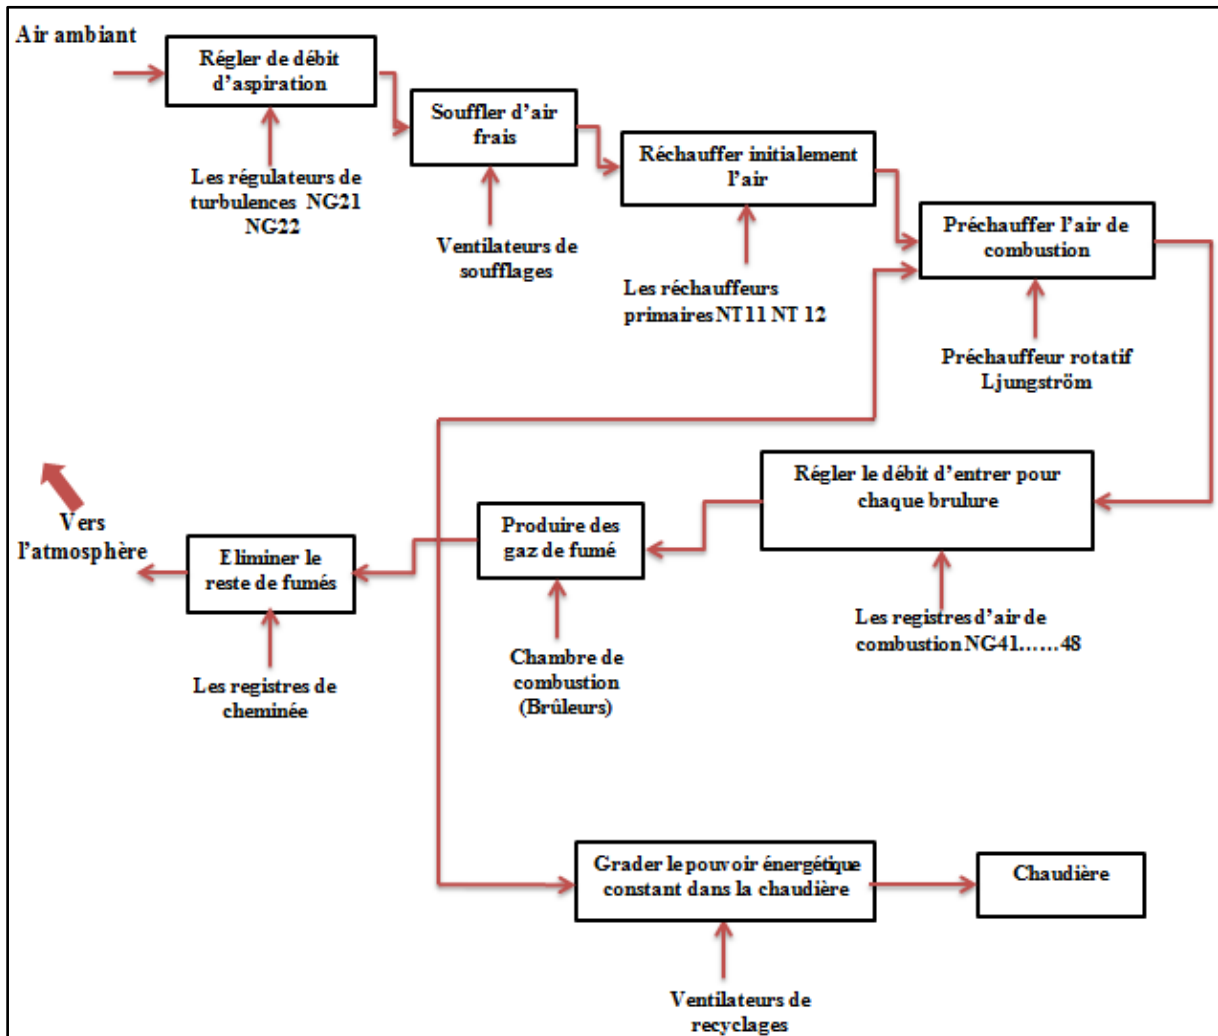 Air ambiant
Régler de débit
d'aspiration
Les régulateurs de
turbulences NG21
NG22
Souffler d'air
frais
Ventilateurs de
soufflages
Réchauffer initialement
l'air
Les réchauffeurs
primaires NT11 NT 12
Préchauffer l'air de
combustion
Préchauffeur rotatif
Ljungström
Régler le débit d'entrer pour
chaque brulure
Les registres d'air de
combustion NG41......48
Produire des
gaz de fumé
Chambre de
combustion
(Brûleurs)
Eliminer le
reste de fumés
Les registres de
cheminée
Vers
l'atmosphère
Grader le pouvoir énergétique
constant dans la chaudière
Ventilateurs de
recyclages
Chaudière